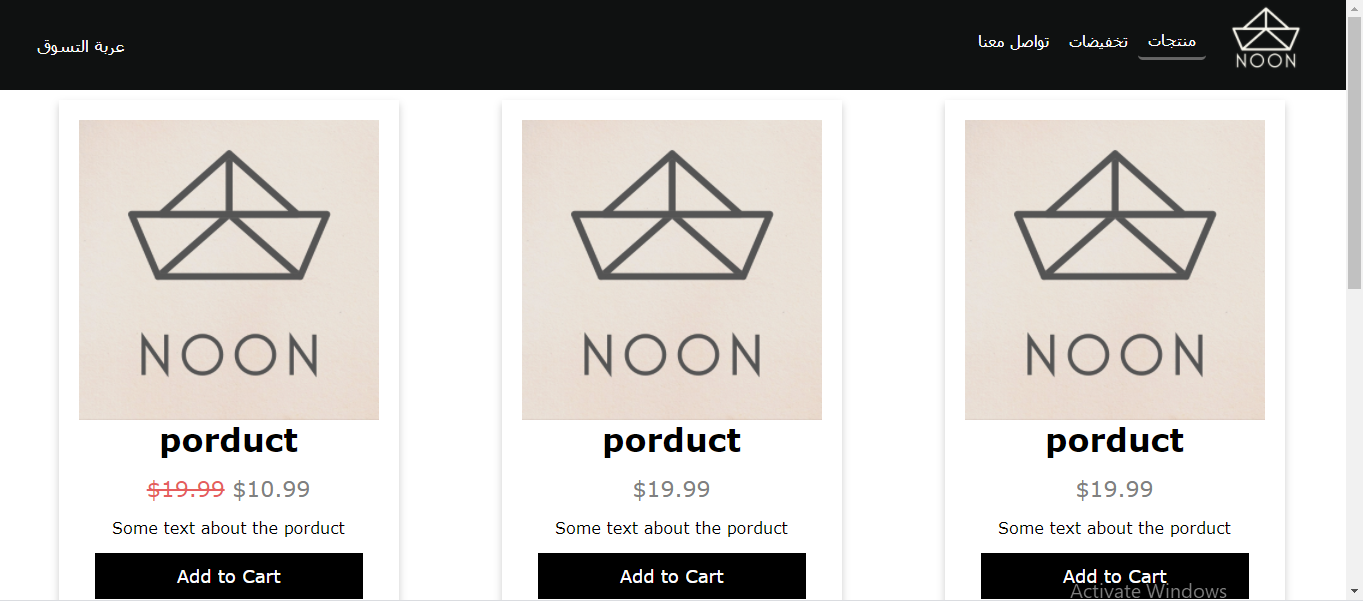 NOON
منتجات
تخفيضات
تواصل معنا
عربة التسوق
NOON
porduct
$19.99 $10.99
Some text about the porduct
Add to Cart
NOON
porduct
$19.99
Some text about the porduct
Add to Cart
NOON
porduct
$19.99
Some text about the porduct
Add to Cart
Activate Windows